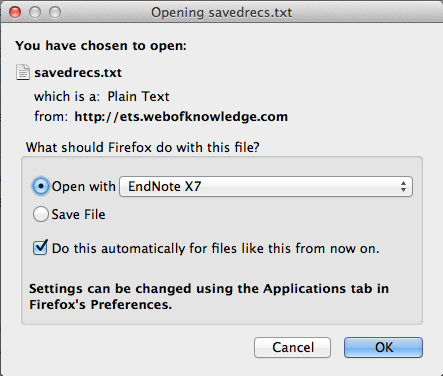 Opening savedrecs.txt
You have chosen to open:
savedrecs.txt
which is a: Plain Text
from: http://ets.webofknowledge.com
What should Firefox do with this file?
Open with EndNote X7
Save File
Do this automatically for files like this from now on.
Settings can be changed using the Applications tab in
Firefox's Preferences.
Cancel OK